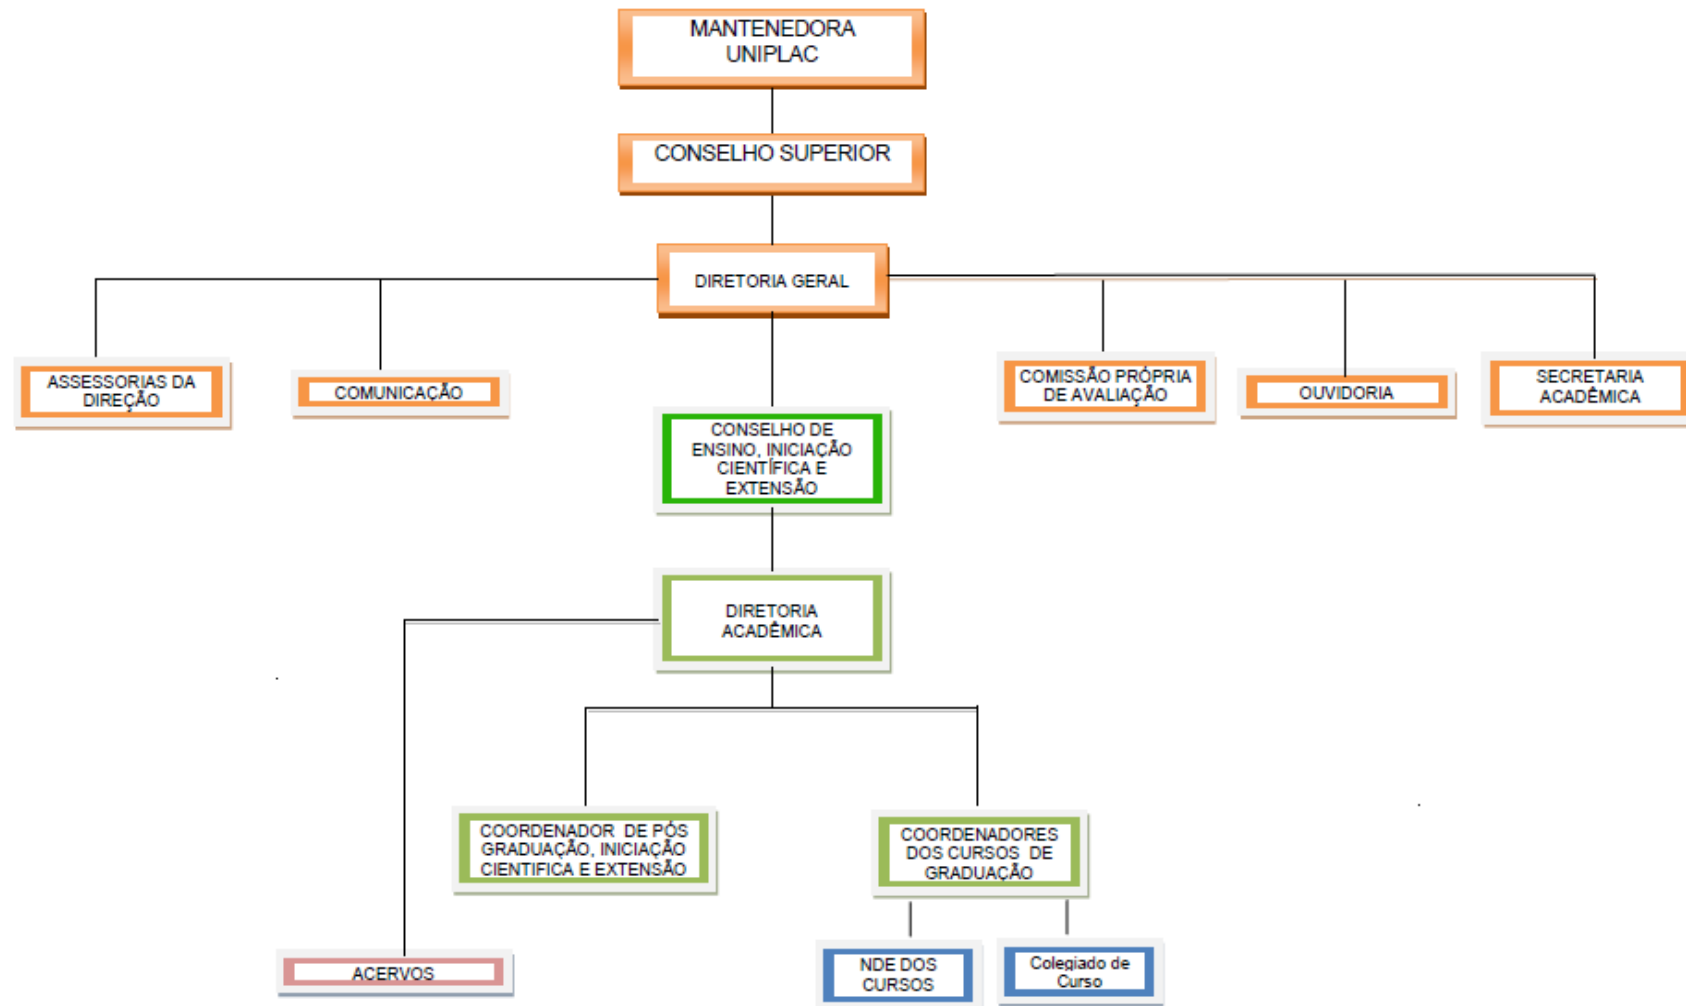 MANTENEDORA
UNIPLAC
CONSELHO SUPERIOR
DIRETORIA GERAL
ASSESSORIAS DA
DIREÇÃO
COMUNICAÇÃO
COMISSÃO PRÓPRIA
DE AVALIAÇÃO
OUVIDORIA
SECRETARIA
ACADÊMICA
CONSELHO DE
ENSINO, INICIAÇÃO
CIENTÍFICA E
EXTENSÃO
DIRETORIA
ACADÊMICA
COORDENADOR DE PÓS
GRADUAÇÃO, INICIAÇÃO
CIENTIFICA E EXTENSÃO
COORDENADORES
DOS CURSOS DE
GRADUAÇÃO
ACERVOS
NDE DOS
CURSOS
Colegiado de
Curso